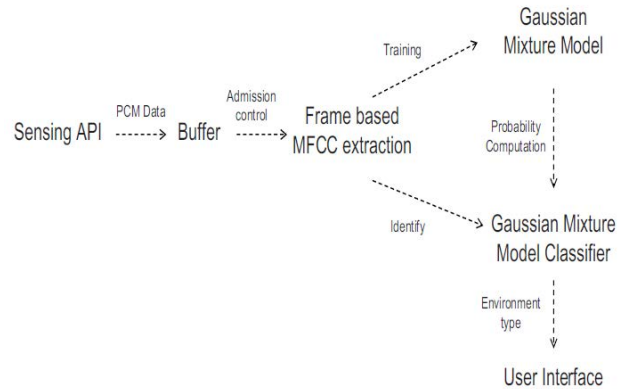 Gaussian
Mixture Model
Training
PCM Data
Admission
control
Sensing API
Buffer
Frame based
MFCC extraction
Probability
Computation
Identify
Gaussian Mixture
Model Classifier
Environment
type
User Interface